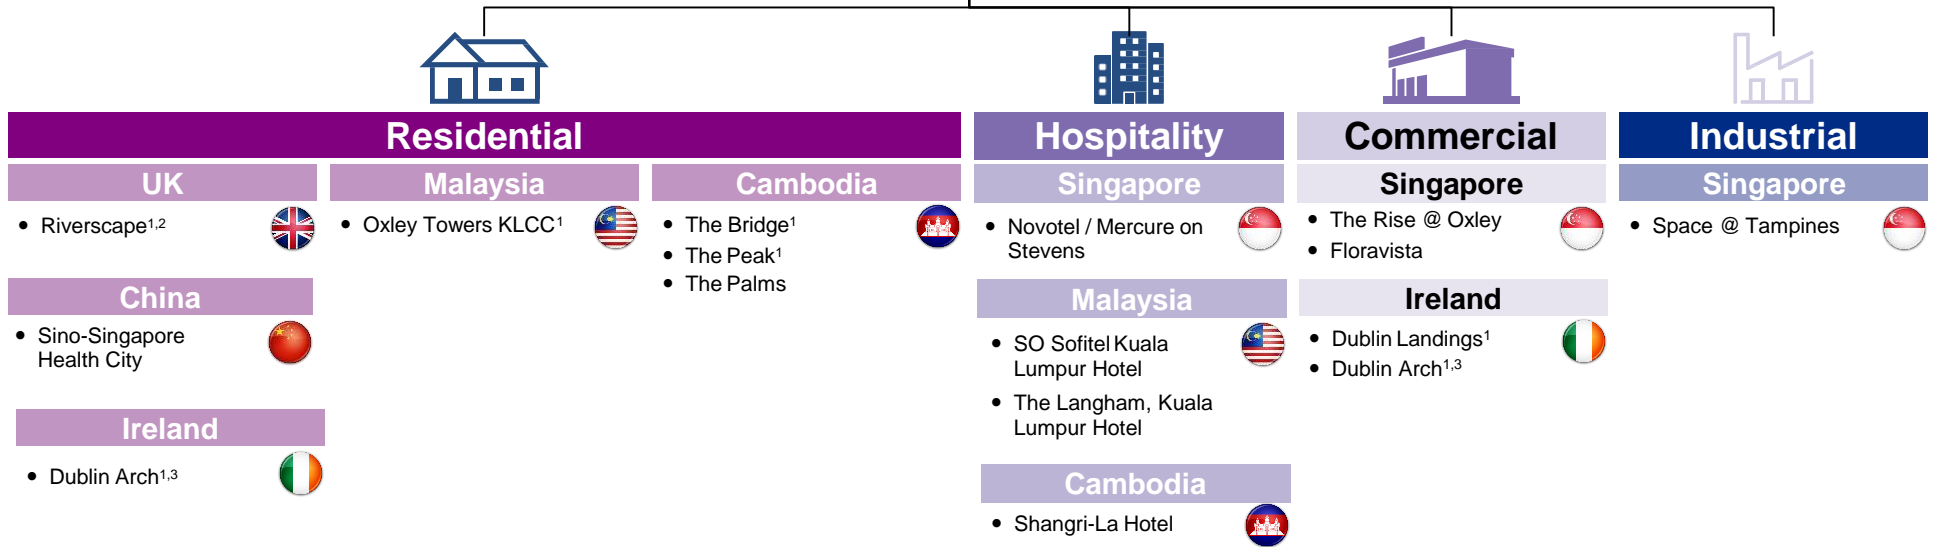 Residential
UK
• Riverscape1,2
China
• Sino-Singapore
Health City
Ireland
• Dublin Arch1,3
Malaysia
• Oxley Towers KLCC1
Cambodia
• The Bridge1
• The Peak1
• The Palms
Hospitality
Singapore
• Novotel / Mercure on
Stevens
Malaysia
• SO Sofitel Kuala
Lumpur Hotel
• The Langham, Kuala
Lumpur Hotel
Cambodia
• Shangri-La Hotel
Commercial
Singapore
• The Rise @ Oxley
• Floravista
Ireland
• Dublin Landings1
• Dublin Arch1,3
Industrial
Singapore
• Space @ Tampines